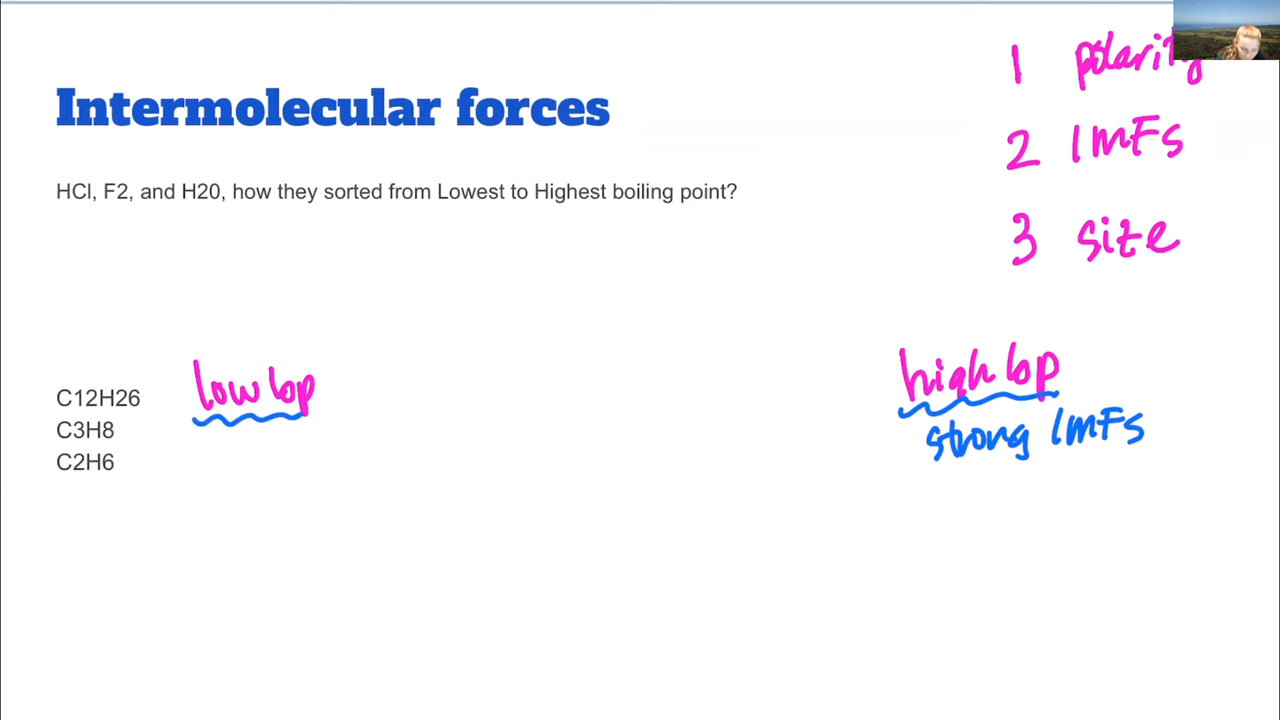 1 polarity
Intermolecular forces
2 IMFs
HCl, F2, and H20, how they sorted from Lowest to Highest boiling point?
3 size
low bp
high bp
C12H26
strong IMFs
C3H8
C2H6